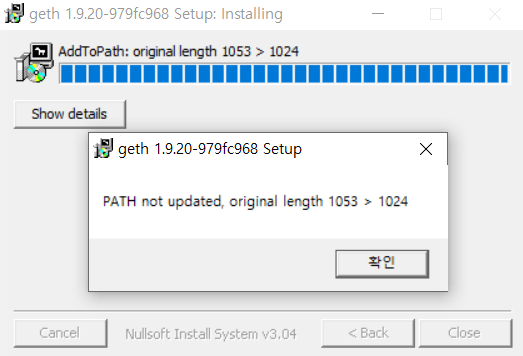 geth 1.9.20-979fc968 Setup: Installing
AddToPath: original length 1053 > 1024
Show details
geth 1.9.20-979fc968 Setup
PATH not updated, original length 1053 > 1024
확인
Cancel
Nullsoft Install System v3.04
< Back
Close